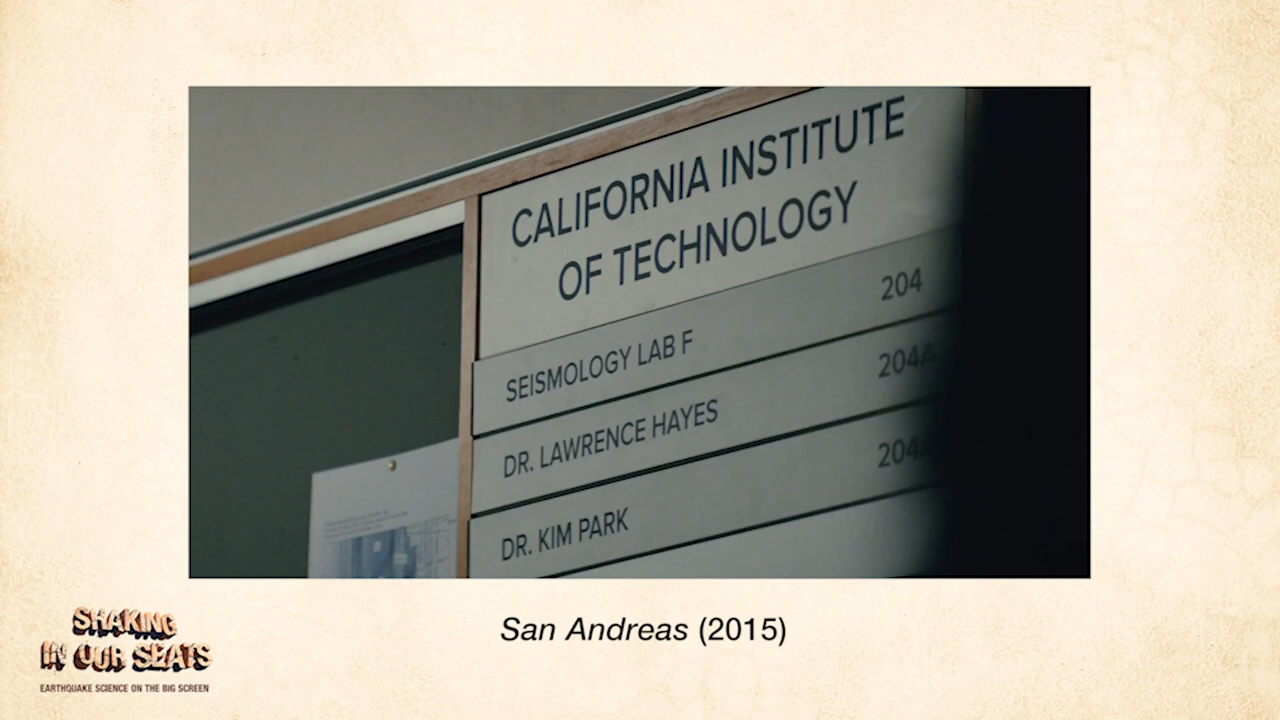 CALIFORNIA INSTITUTE
OF TECHNOLOGY
SEISMOLOGY LAB F 204
DR. LAWRENCE HAYES 204A
DR. KIM PARK
San Andreas (2015)
SHAKING
IN OUR SEATS
EARTHQUAKE SCIENCE ON THE BIG SCREEN